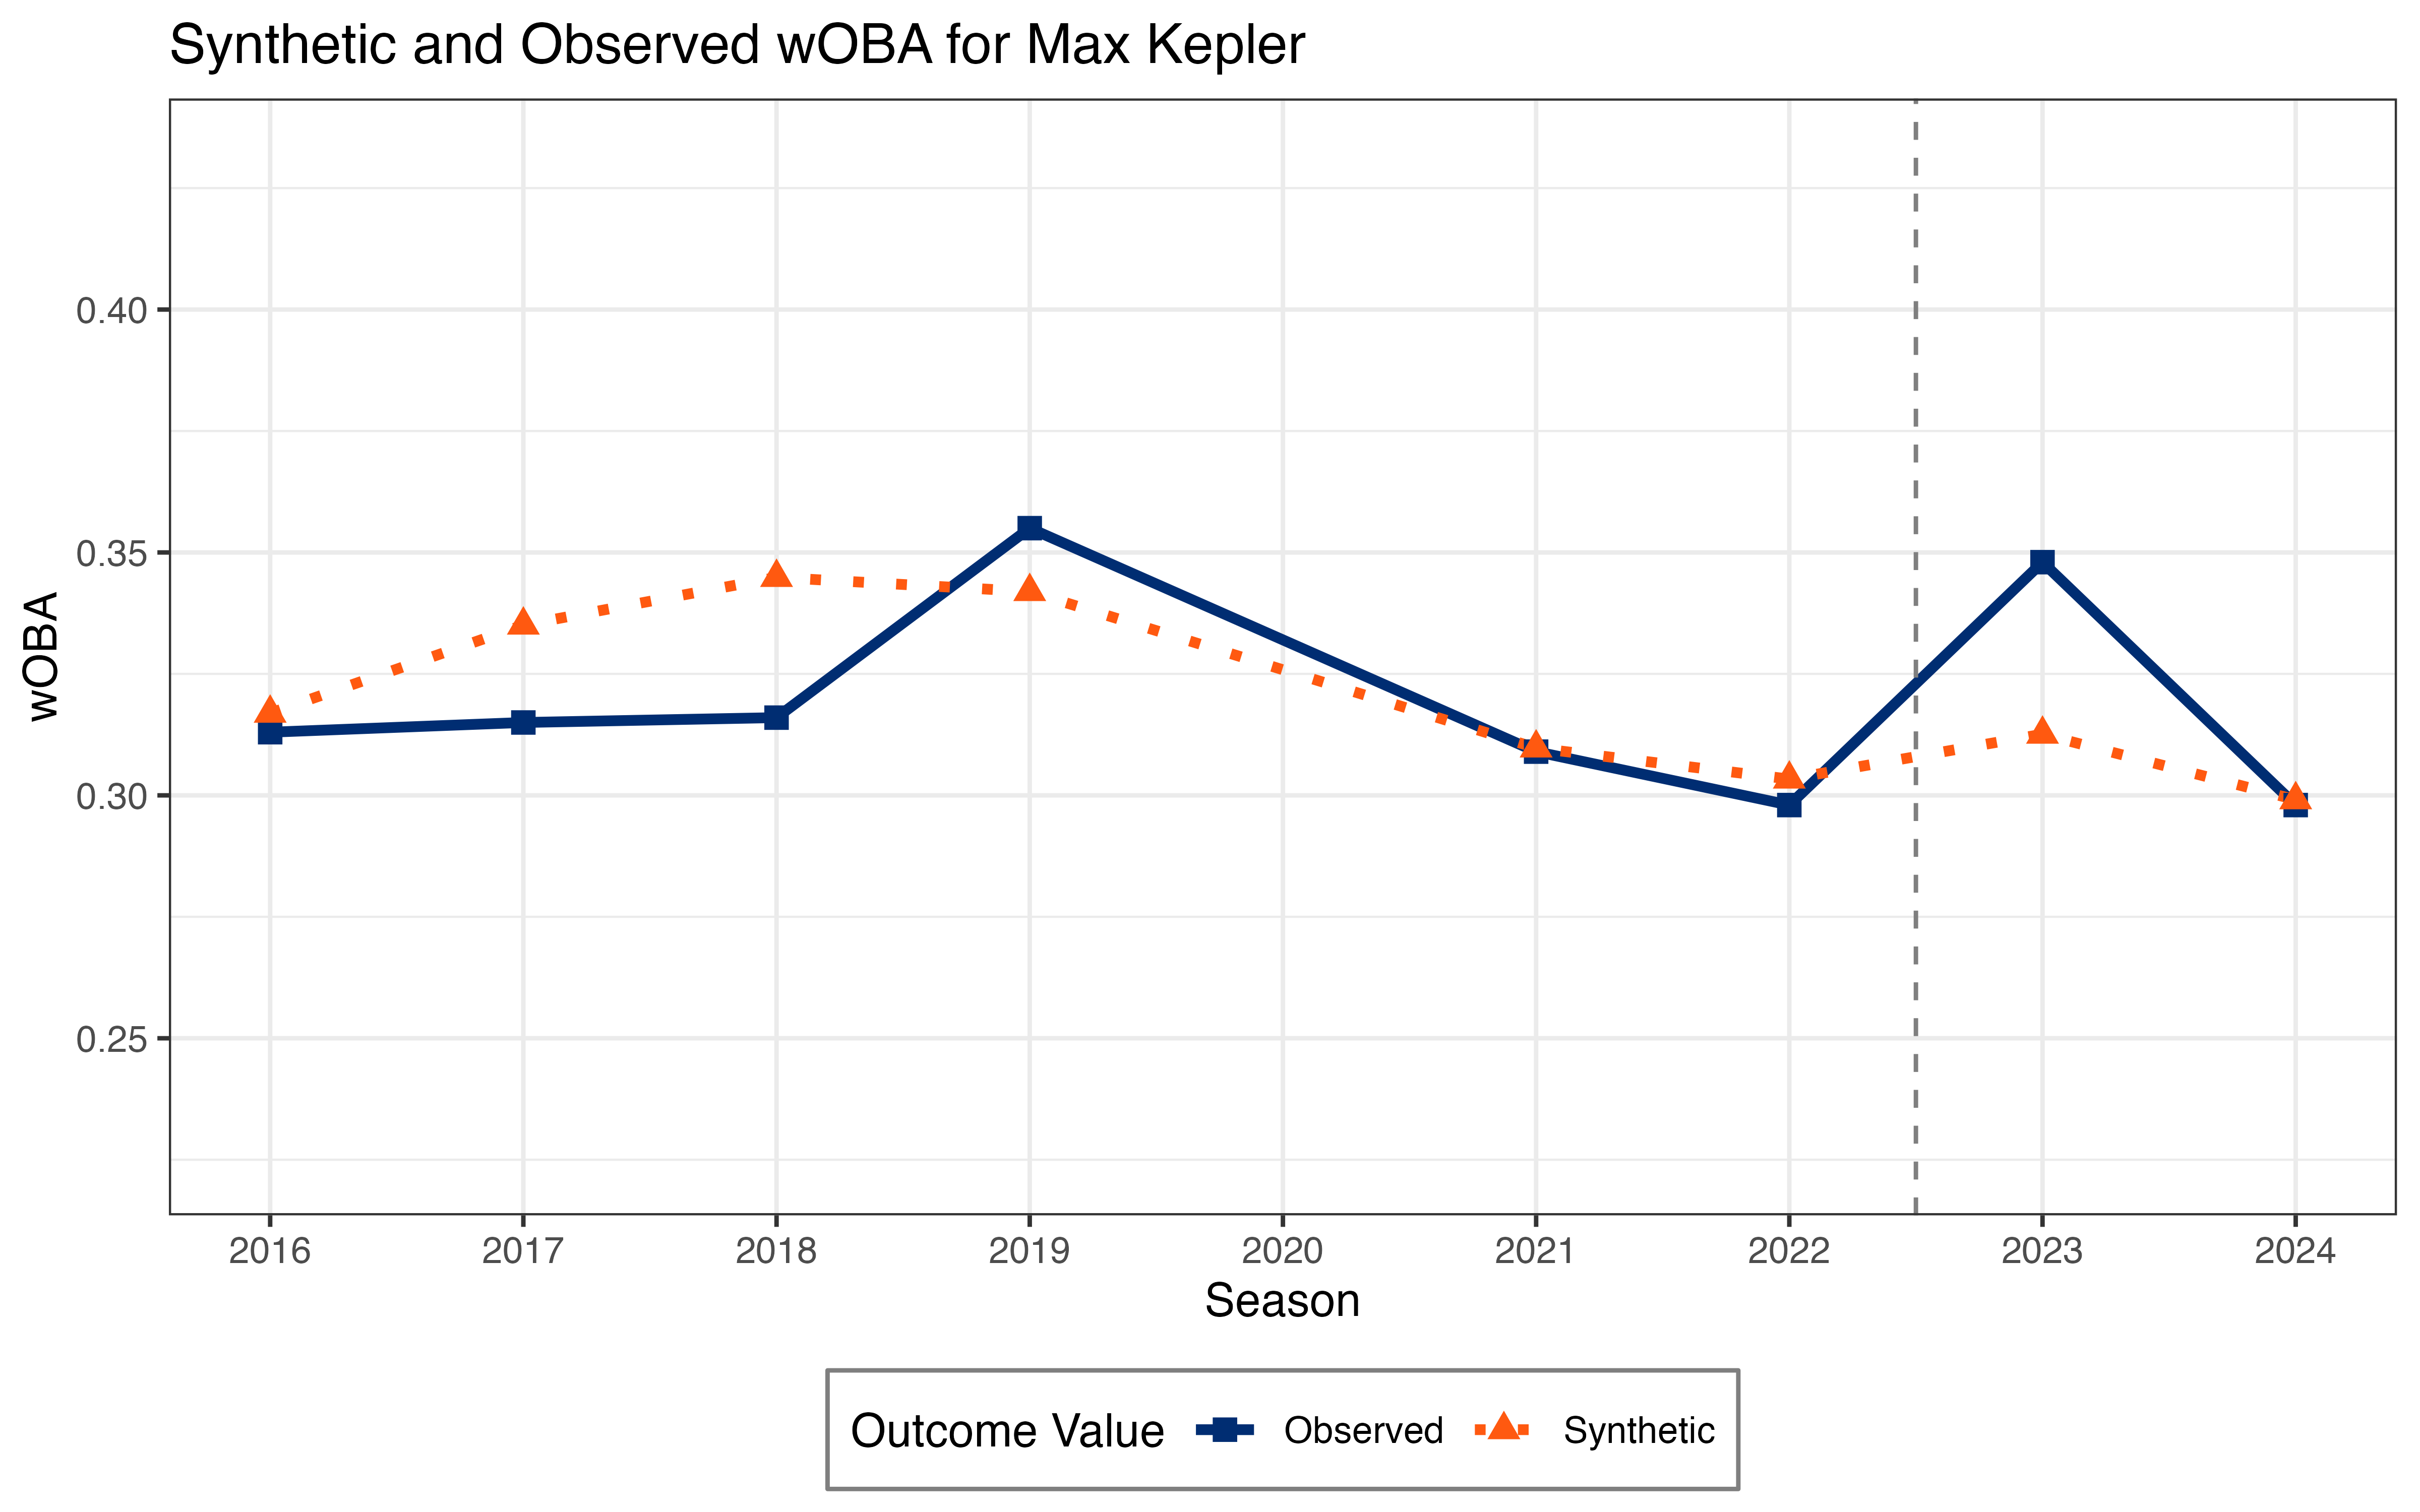 Synthetic and Observed wOBA for Max Kepler
wOBA
0.40
0.35
0.30
0.25
2016 2017 2018 2019 2020 2021 2022 2023 2024
Season
Outcome Value Observed Synthetic